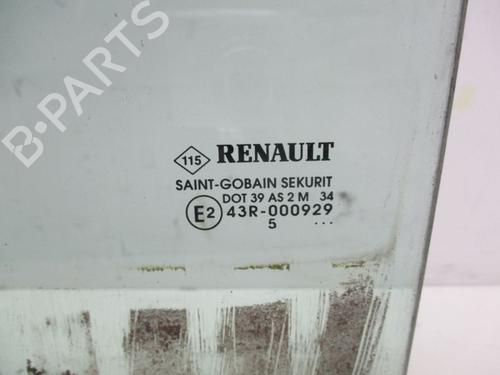 B-PARTS
115 RENAULT
SAINT-GOBAIN SEKURIT
DOT 39 AS 2 M 34
E2 43R-000929
5 ...